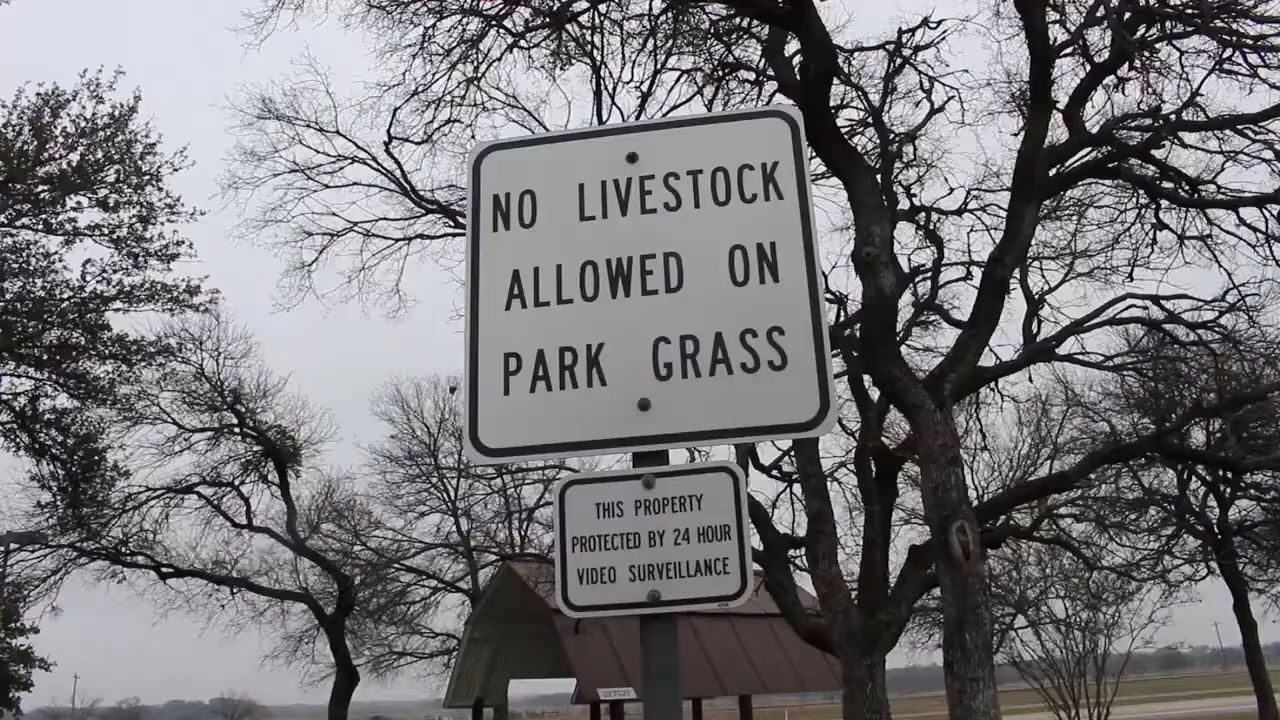 NO LIVESTOCK
ALLOWED ON
PARK GRASS
THIS PROPERTY
PROTECTED BY 24 HOUR
VIDEO SURVEILLANCE